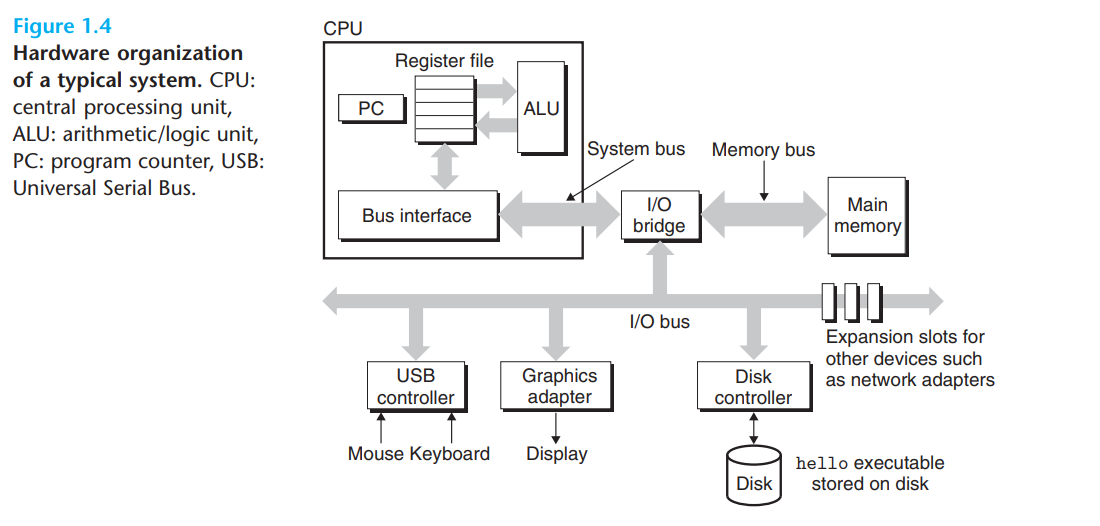 Figure 1.4
Hardware organization
of a typical system. CPU:
central processing unit,
ALU: arithmetic/logic unit,
PC: program counter, USB:
Universal Serial Bus.
CPU
Register file
PC
ALU
System bus
Memory bus
Bus interface
I/O
bridge
Main
memory
I/O bus
Expansion slots for
other devices such
as network adapters
USB
controller
Graphics
adapter
Disk
controller
Mouse Keyboard
Display
Disk
hello executable
stored on disk